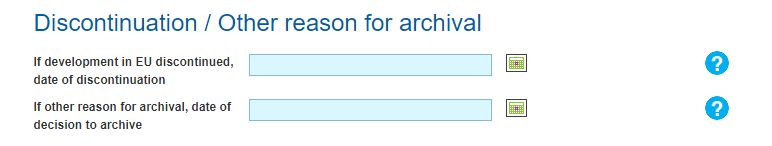 Discontinuation / Other reason for archival
If development in EU discontinued,
date of discontinuation
?
If other reason for archival, date of
decision to archive
?